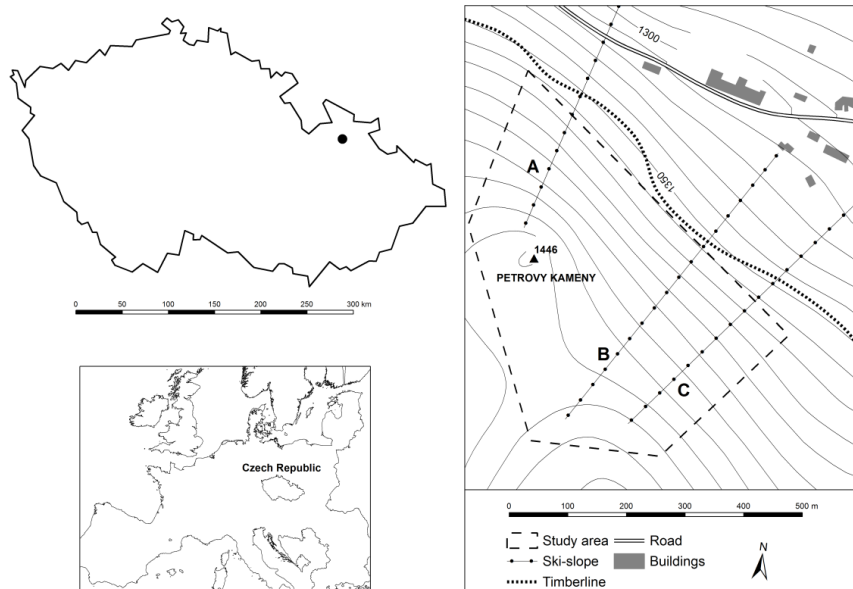 0 50 100 150 200 250 300 km
Czech Republic
1300
1350
A
1446
PETROVY KAMENY
B
C
0 100 200 300 400 500 m
Study area
Road
Ski-slope
Buildings
Timberline
N